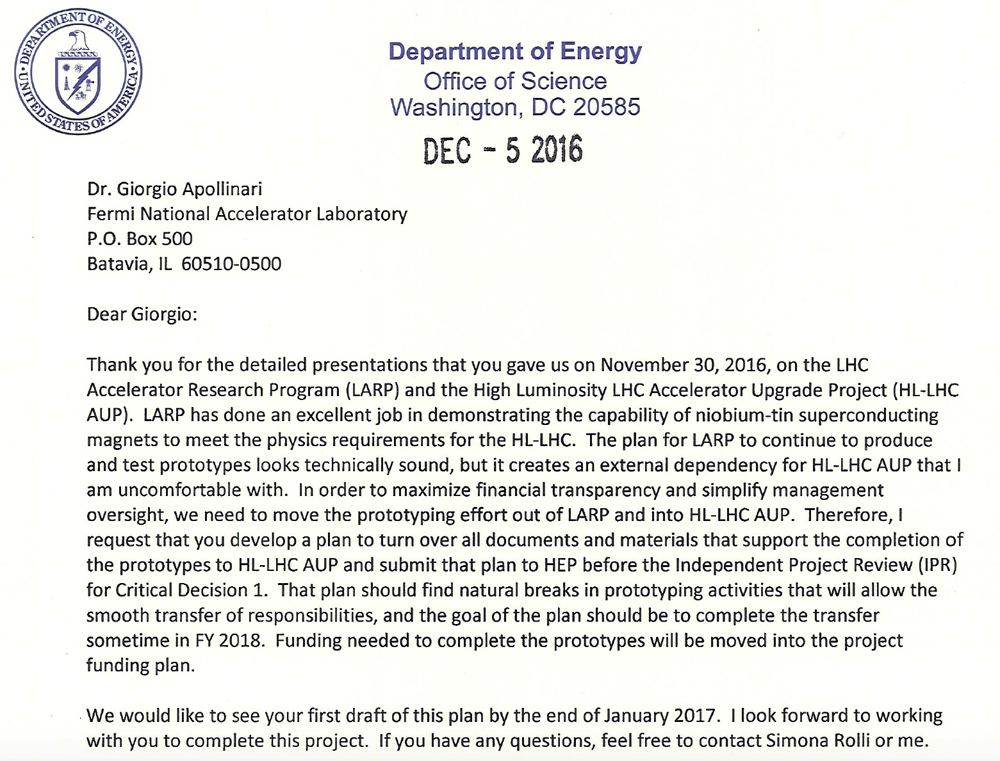 DEPARTMENT OF ENERGY
UNITED STATES OF AMERICA
Department of Energy
Office of Science
Washington, DC 20585
DEC - 5 2016
Dr. Giorgio Apollinari
Fermi National Accelerator Laboratory
P.O. Box 500
Batavia, IL 60510-0500
Dear Giorgio:
Thank you for the detailed presentations that you gave us on November 30, 2016, on the LHC
Accelerator Research Program (LARP) and the High Luminosity LHC Accelerator Upgrade Project (HL-LHC
AUP). LARP has done an excellent job in demonstrating the capability of niobium-tin superconducting
magnets to meet the physics requirements for the HL-LHC. The plan for LARP to continue to produce
and test prototypes looks technically sound, but it creates an external dependency for HL-LHC AUP that I
am uncomfortable with. In order to maximize financial transparency and simplify management
oversight, we need to move the prototyping effort out of LARP and into HL-LHC AUP. Therefore, I
request that you develop a plan to turn over all documents and materials that support the completion of
the prototypes to HL-LHC AUP and submit that plan to HEP before the Independent Project Review (IPR)
for Critical Decision 1. That plan should find natural breaks in prototyping activities that will allow the
smooth transfer of responsibilities, and the goal of the plan should be to complete the transfer
sometime in FY 2018. Funding needed to complete the prototypes will be moved into the project
funding plan.
We would like to see your first draft of this plan by the end of January 2017. I look forward to working
with you to complete this project. If you have any questions, feel free to contact Simona Rolli or me.